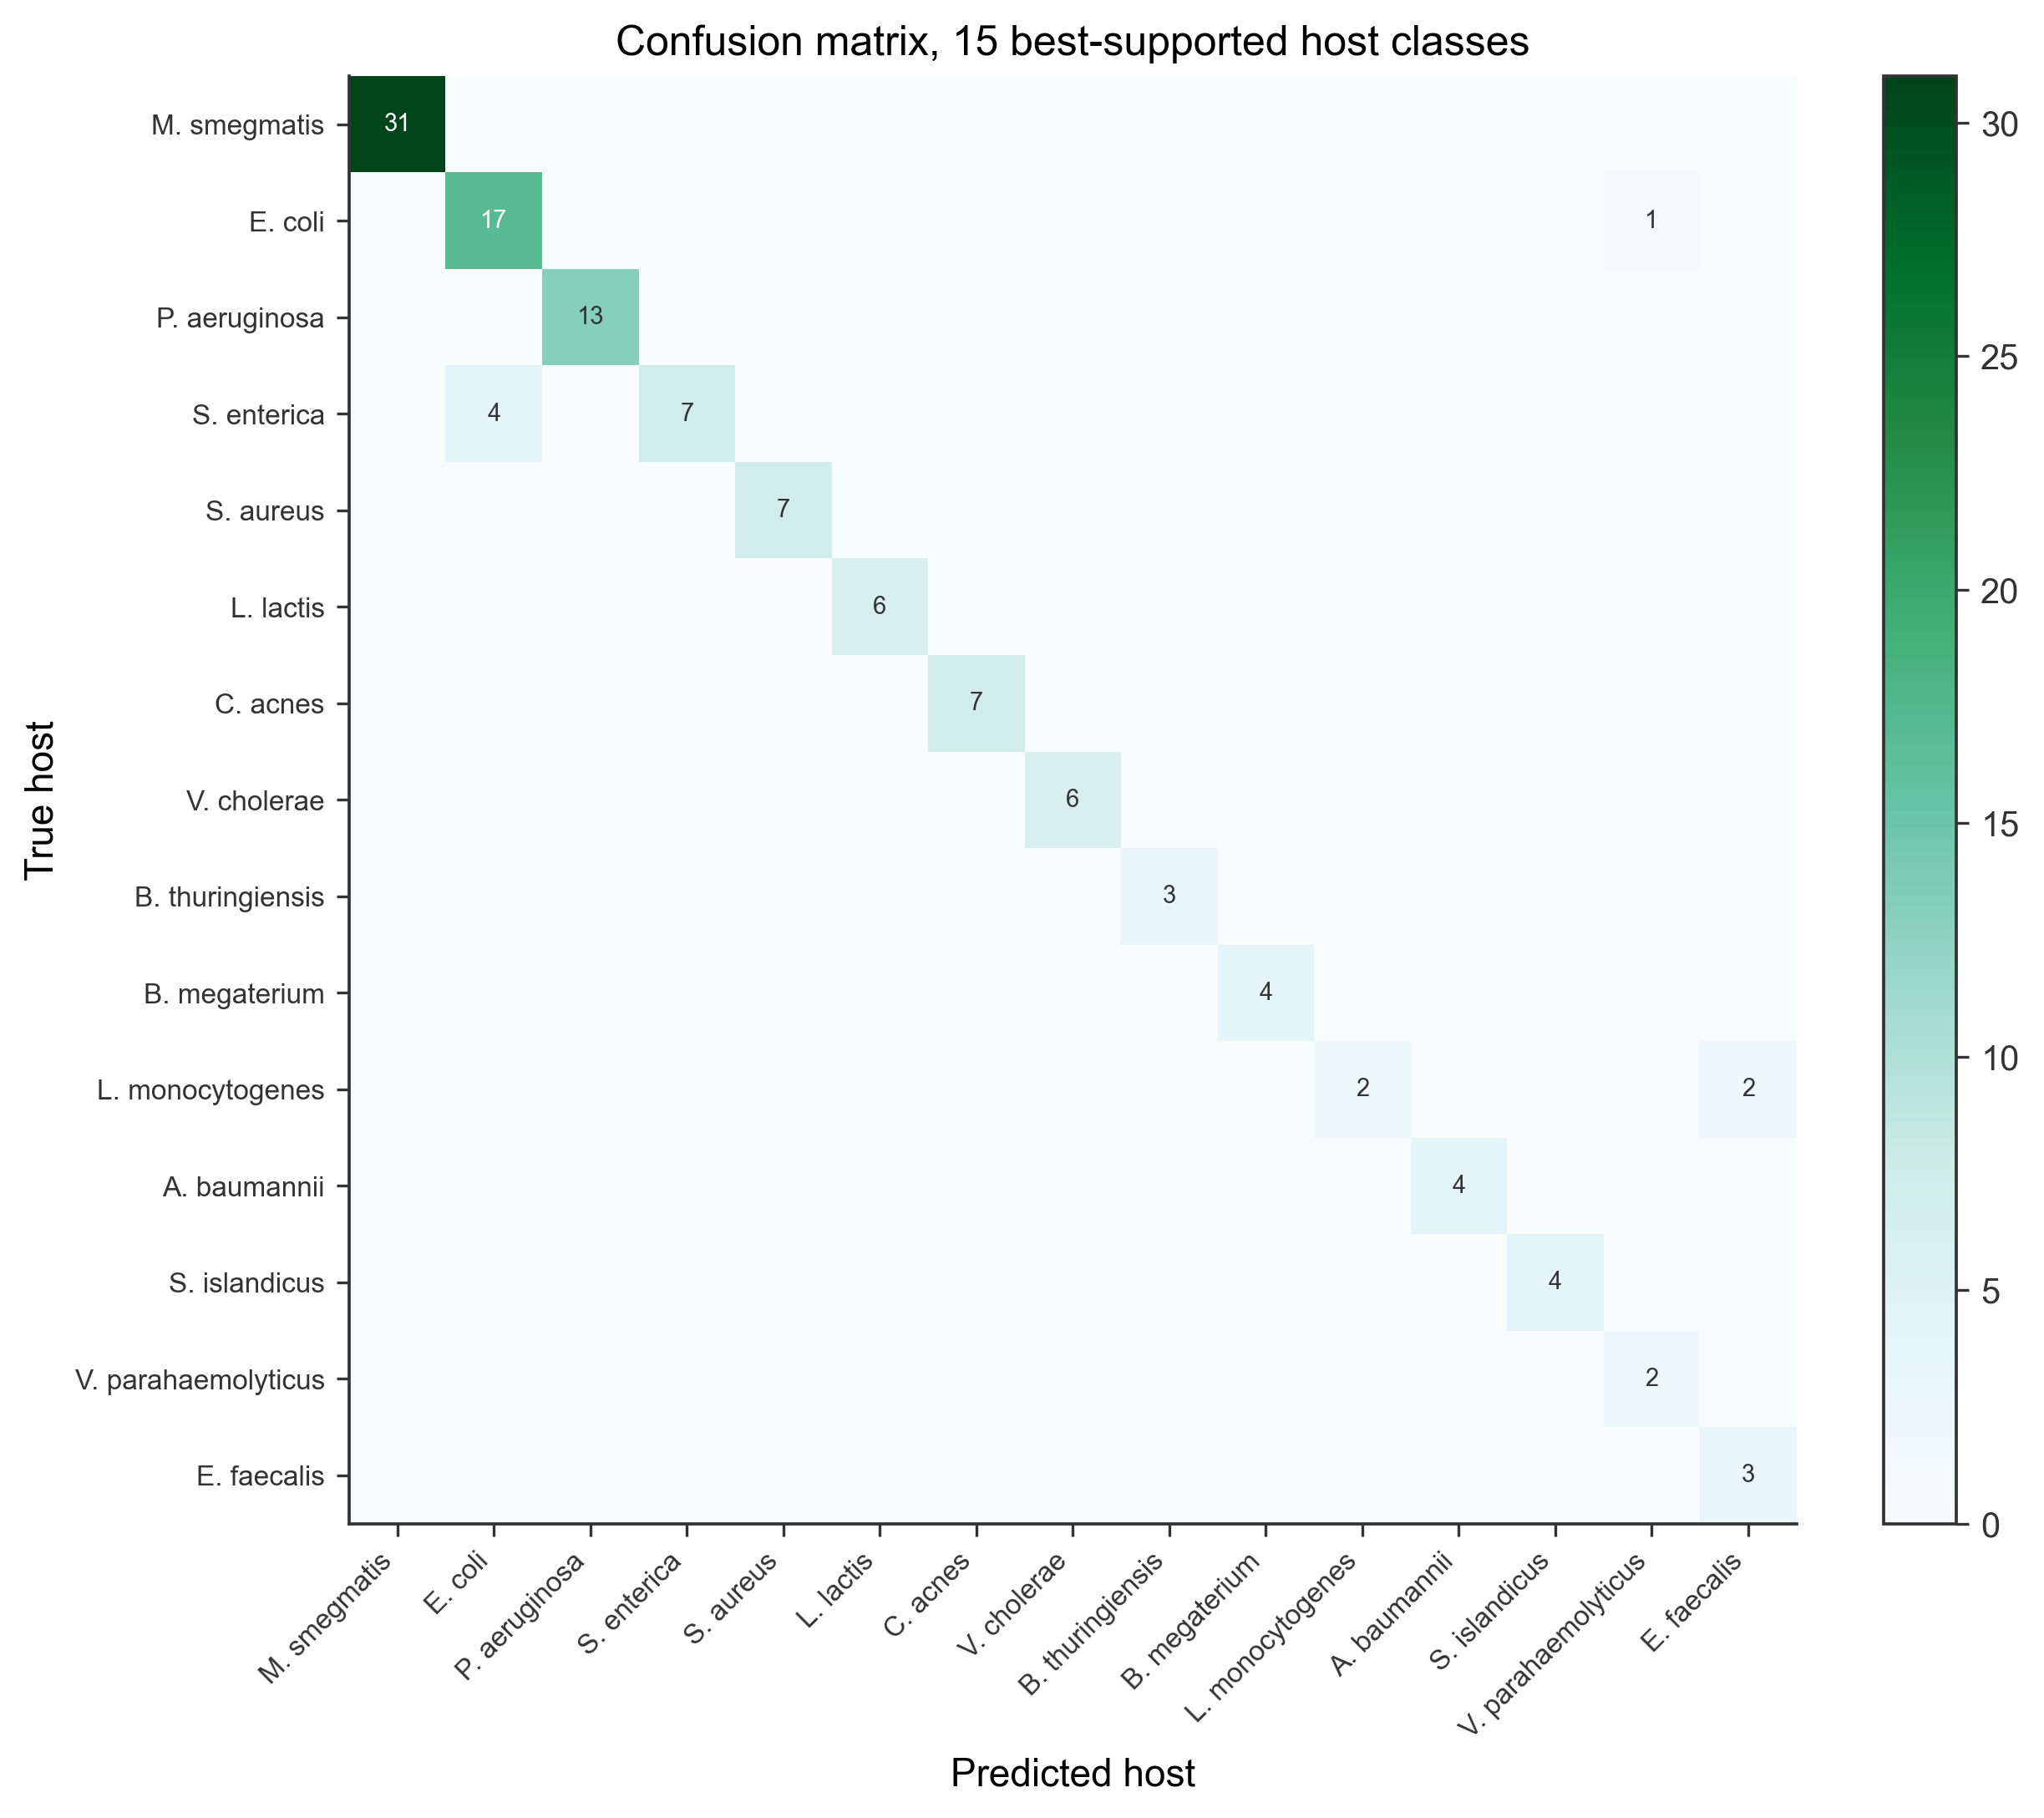 Confusion matrix, 15 best-supported host classes
True host
M. smegmatis 31
E. coli 17 1
P. aeruginosa 13
S. enterica 4 7
S. aureus 7
L. lactis 6
C. acnes 7
V. cholerae 6
B. thuringiensis 3
B. megaterium 4
L. monocytogenes 2 2
A. baumannii 4
S. islandicus 4
V. parahaemolyticus 2
E. faecalis 3
M. smegmatis
E. coli
P. aeruginosa
S. enterica
S. aureus
L. lactis
C. acnes
V. cholerae
B. thuringiensis
B. megaterium
L. monocytogenes
A. baumannii
S. islandicus
V. parahaemolyticus
E. faecalis
Predicted host
30
25
20
15
10
5
0